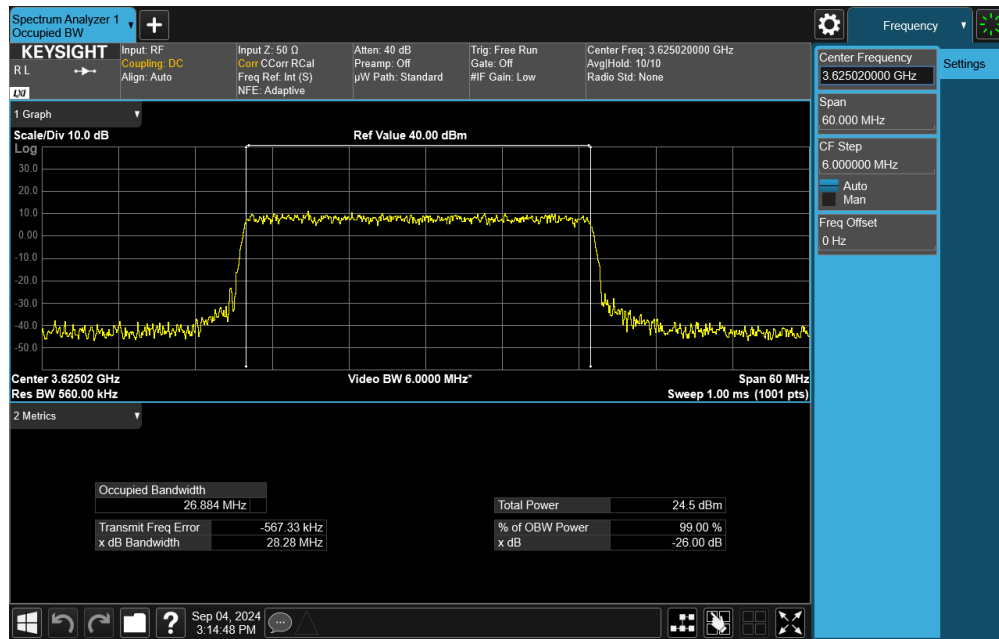 Spectrum Analyzer 1
Occupied BW
Frequency
KEYSIGHT
R L
LXI
Input: RF
Coupling: DC
Align: Auto
Input Z: 50 Ω
Corr CCorr RCal
Freq Ref: Int (S)
NFE: Adaptive
Atten: 40 dB
Preamp: Off
µW Path: Standard
Trig: Free Run
Gate: Off
#IF Gain: Low
Center Freq: 3.625020000 GHz
Avg|Hold: 10/10
Radio Std: None
Center Frequency
3.625020000 GHz
Settings
Span
60.000 MHz
CF Step
6.000000 MHz
Auto
Man
Freq Offset
0 Hz
1 Graph
Scale/Div 10.0 dB
Ref Value 40.00 dBm
Log
30.0
20.0
10.0
0.00
-10.0
-20.0
-30.0
-40.0
-50.0
Center 3.62502 GHz
Video BW 6.0000 MHz*
Span 60 MHz
Res BW 560.00 kHz
Sweep 1.00 ms (1001 pts)
2 Metrics
Occupied Bandwidth
26.884 MHz
Total Power 24.5 dBm
Transmit Freq Error -567.33 kHz
% of OBW Power 99.00 %
x dB Bandwidth 28.28 MHz
x dB -26.00 dB
?
Sep 04, 2024
3:14:48 PM